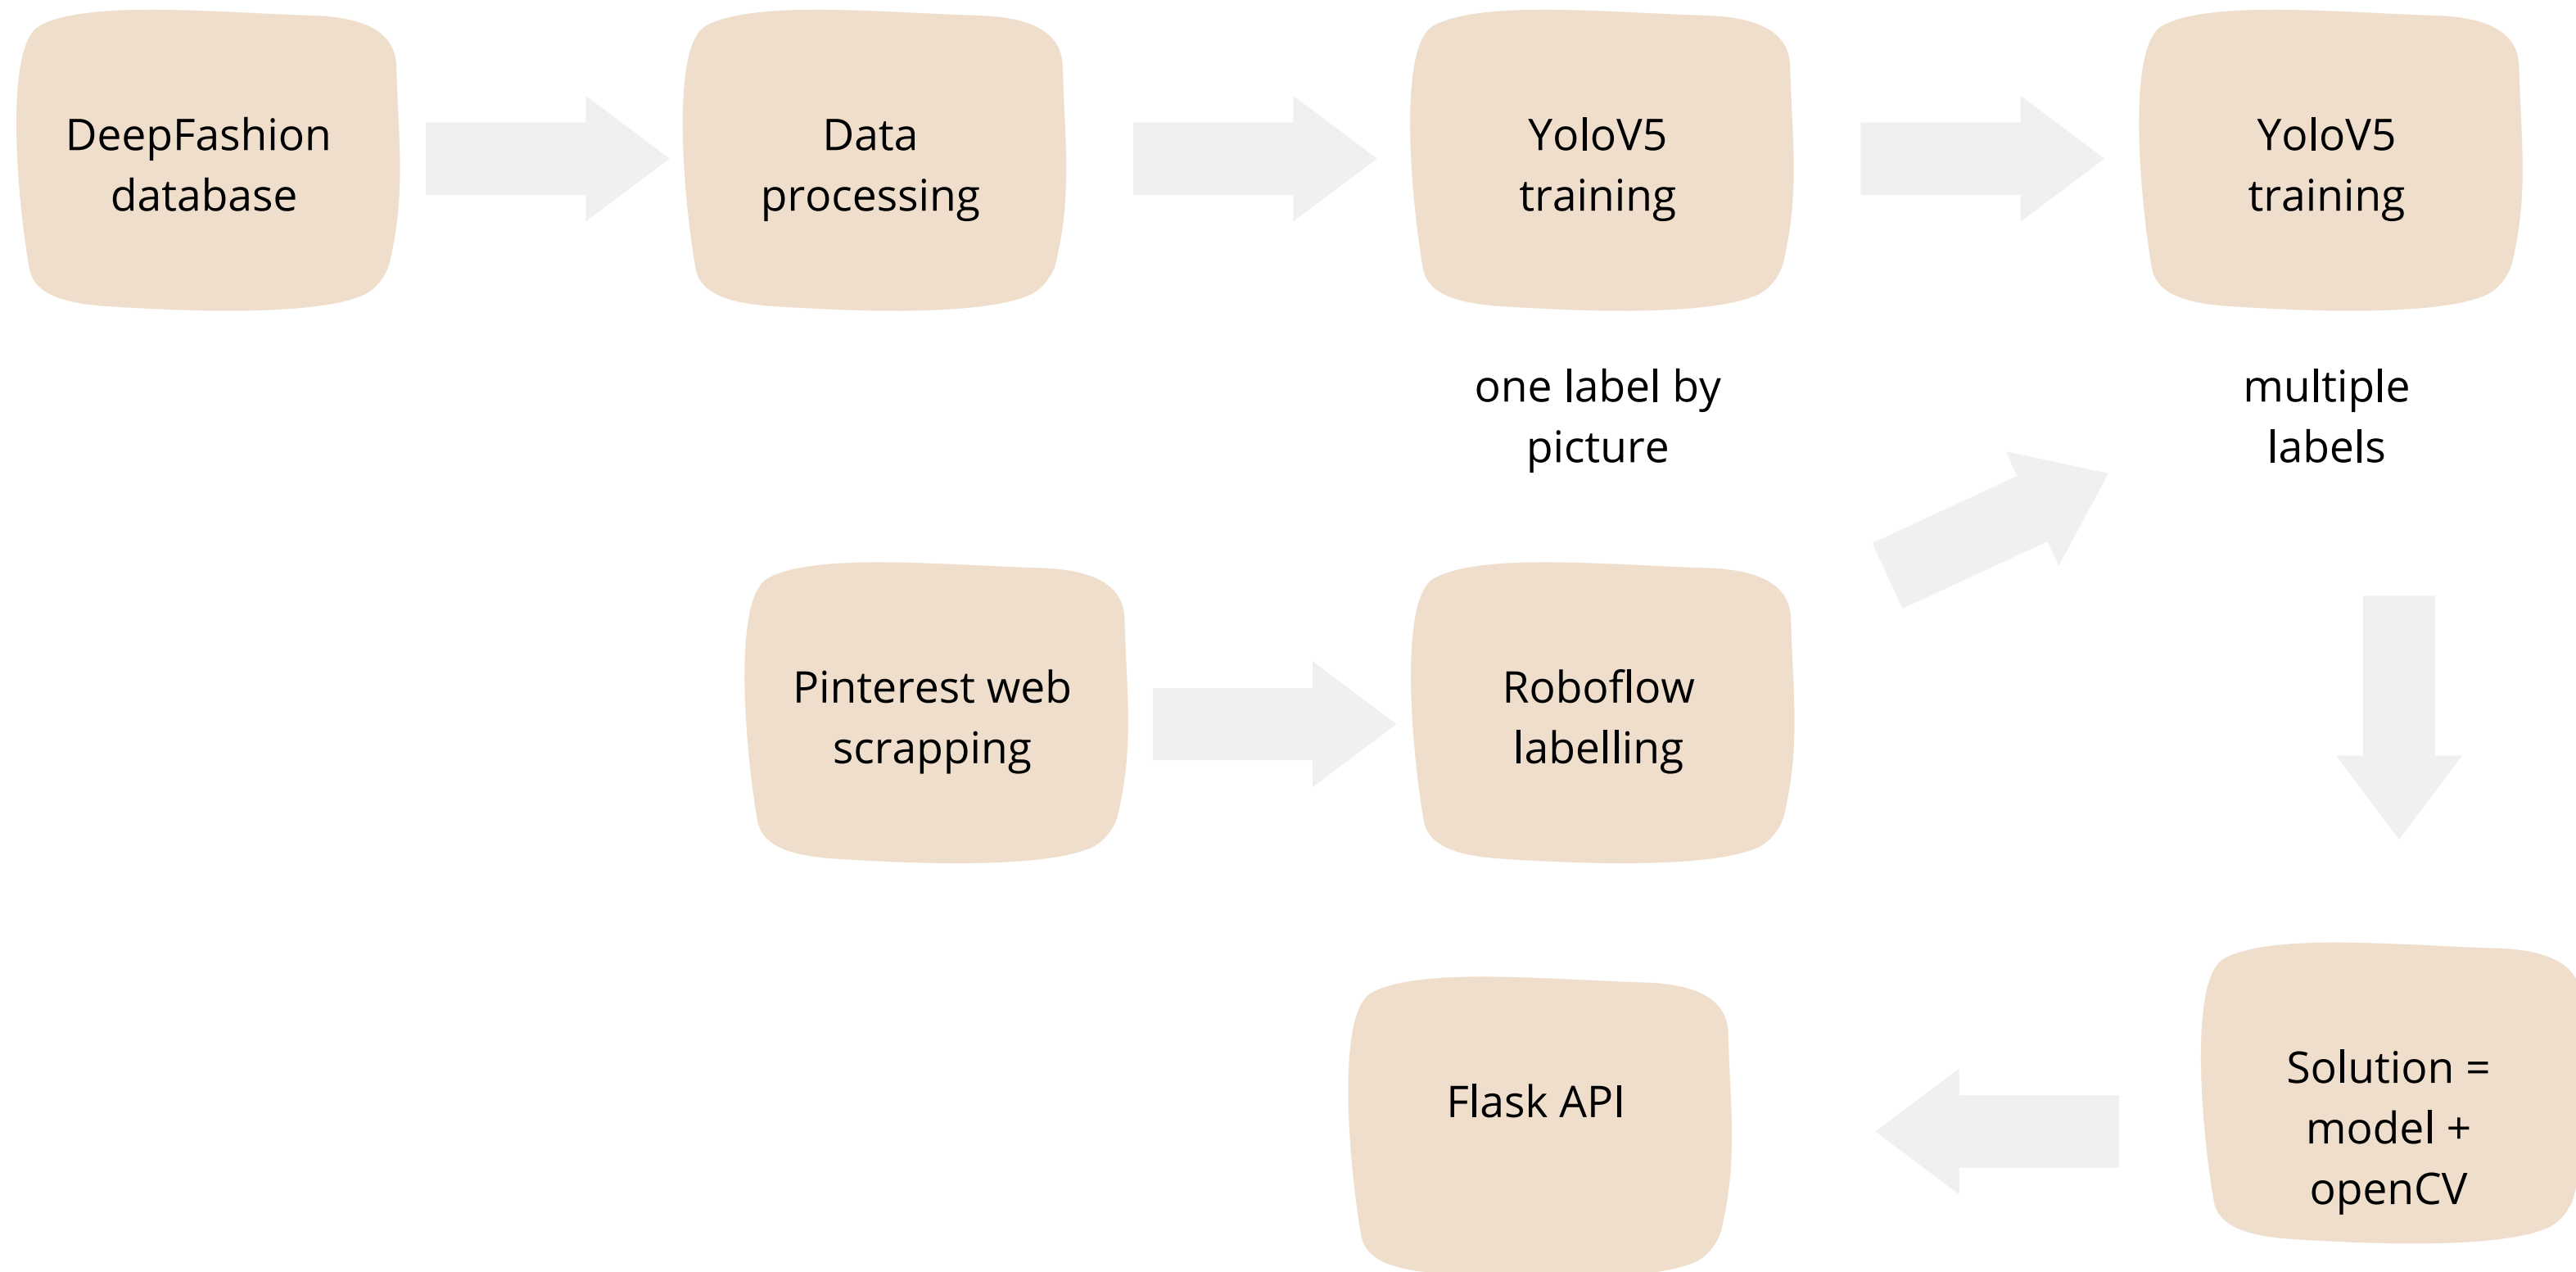 DeepFashion
database
Data
processing
YoloV5
training
YoloV5
training
one label by
picture
multiple
labels
Pinterest web
scrapping
Roboflow
labelling
Flask API
Solution =
model +
openCV